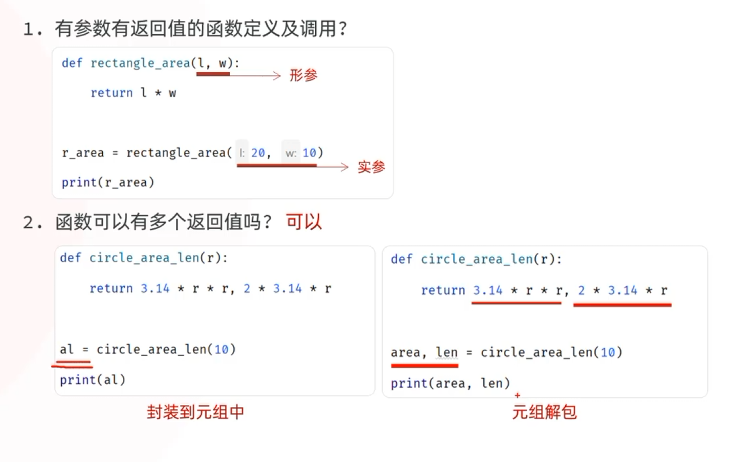 1. 有参数有返回值的函数定义及调用？
def rectangle_area(l, w):
形参
return l * w
r_area = rectangle_area( l: 20, w: 10)
实参
print(r_area)
2. 函数可以有多个返回值吗？ 可以
def circle_area_len(r):
return 3.14 * r * r, 2 * 3.14 * r
al = circle_area_len(10)
print(al)
封装到元组中
def circle_area_len(r):
return 3.14 * r * r, 2 * 3.14 * r
area, len = circle_area_len(10)
print(area, len)
元组解包